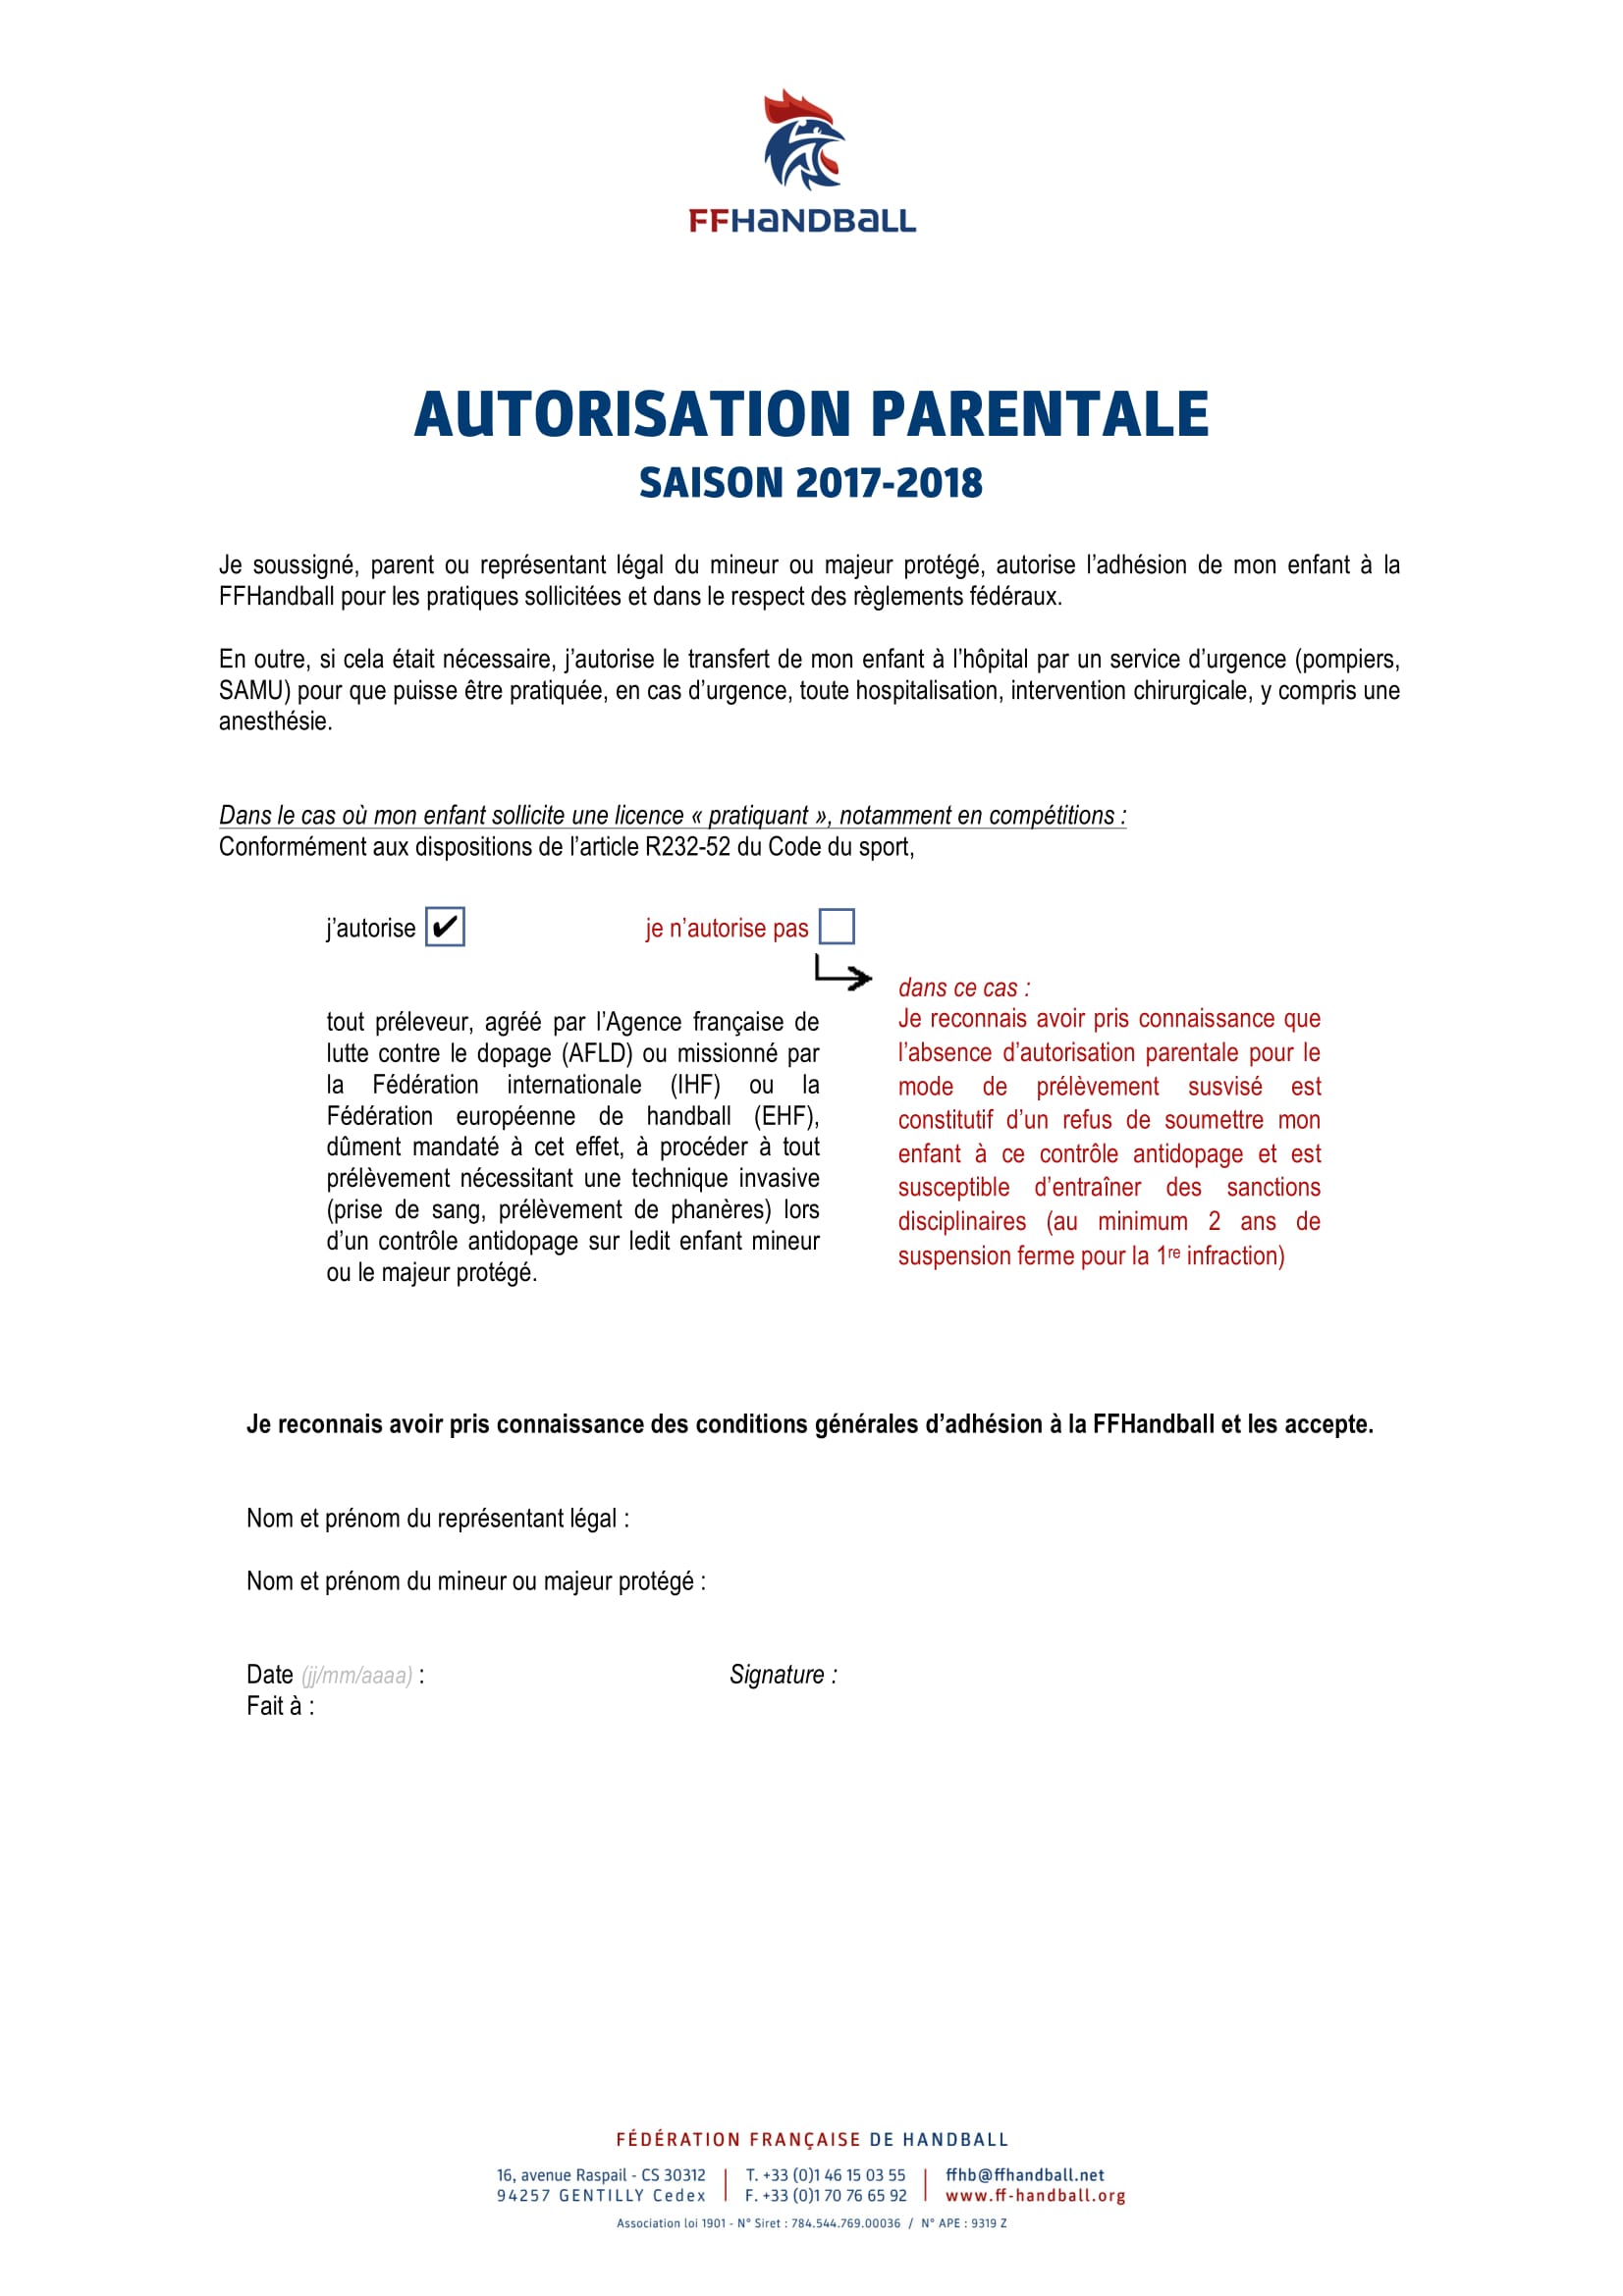 FFHANDBALL
AUTORISATION PARENTALE
SAISON 2017-2018
Je soussigné, parent ou représentant légal du mineur ou majeur protégé, autorise l’adhésion de mon enfant à la
FFHandball pour les pratiques sollicitées et dans le respect des règlements fédéraux.
En outre, si cela était nécessaire, j’autorise le transfert de mon enfant à l’hôpital par un service d’urgence (pompiers,
SAMU) pour que puisse être pratiquée, en cas d’urgence, toute hospitalisation, intervention chirurgicale, y compris une
anesthésie.
Dans le cas où mon enfant sollicite une licence « pratiquant », notamment en compétitions :
Conformément aux dispositions de l’article R232-52 du Code du sport,
j’autorise ✔ je n’autorise pas
tout préleveur, agréé par l’Agence française de
lutte contre le dopage (AFLD) ou missionné par
la Fédération internationale (IHF) ou la
Fédération européenne de handball (EHF),
dûment mandaté à cet effet, à procéder à tout
prélèvement nécessitant une technique invasive
(prise de sang, prélèvement de phanères) lors
d’un contrôle antidopage sur ledit enfant mineur
ou le majeur protégé.
dans ce cas :
Je reconnais avoir pris connaissance que
l’absence d’autorisation parentale pour le
mode de prélèvement susvisé est
constitutif d’un refus de soumettre mon
enfant à ce contrôle antidopage et est
susceptible d’entraîner des sanctions
disciplinaires (au minimum 2 ans de
suspension ferme pour la 1re infraction)
Je reconnais avoir pris connaissance des conditions générales d’adhésion à la FFHandball et les accepte.
Nom et prénom du représentant légal :
Nom et prénom du mineur ou majeur protégé :
Date (jj/mm/aaaa) : Signature :
Fait à :
FÉDÉRATION FRANÇAISE DE HANDBALL
16, avenue Raspail - CS 30312 | T. +33 (0)1 46 15 03 55 | ffhb@ffhandball.net
94257 GENTILLY Cedex | F. +33 (0)1 70 76 65 92 | www.ff-handball.org
Association loi 1901 - N° Siret : 784.544.769.00036 / N° APE : 9319 Z